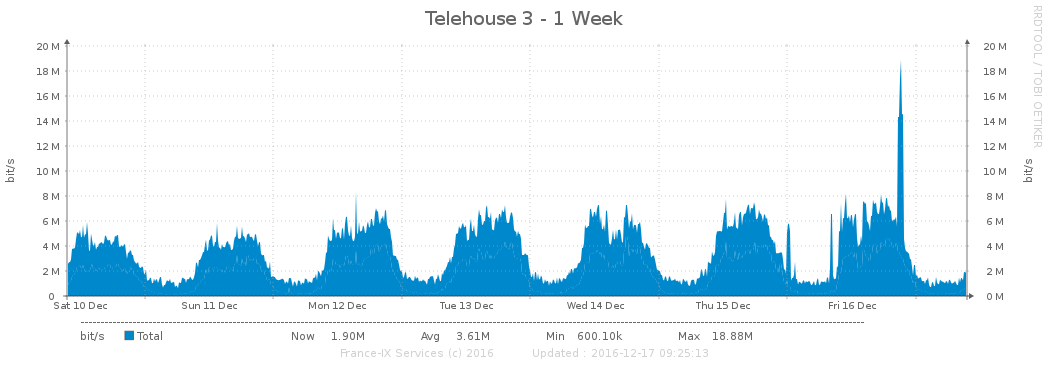 Telehouse 3 - 1 Week
RRDTOOL / TOBI OETIKER
20 M 20 M
18 M 18 M
16 M 16 M
14 M 14 M
12 M 12 M
10 M 10 M
8 M 8 M
6 M 6 M
4 M 4 M
2 M 2 M
0 0 M
bit/s
bit/s
Sat 10 Dec Sun 11 Dec Mon 12 Dec Tue 13 Dec Wed 14 Dec Thu 15 Dec Fri 16 Dec
bit/s Total Now 1.90M Avg 3.61M Min 600.10k Max 18.88M
France-IX Services (c) 2016 Updated : 2016-12-17 09:25:13